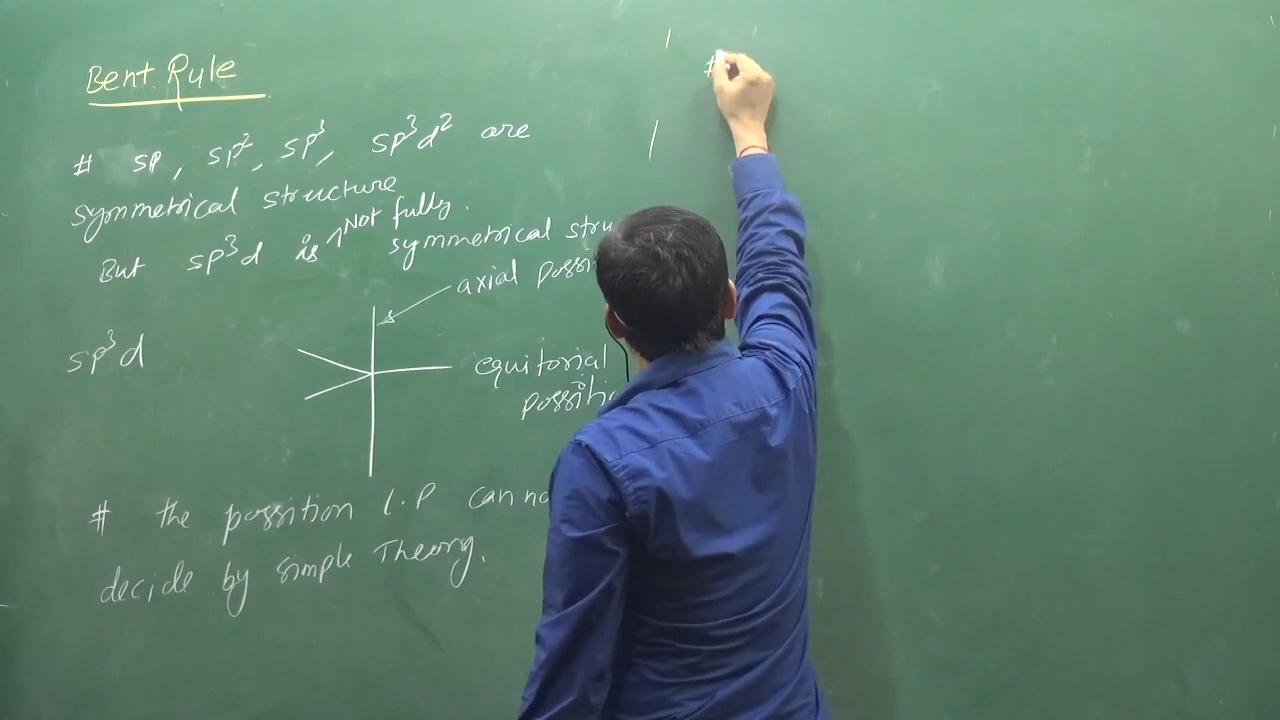 Bent Rule
# sp, sp², sp³, sp³d² are
symmetrical structure
Not fully.
But sp³d is symmetrical stru
axial possi
sp³d
equitorial
possitio
# the possition l.p can no
decide by simple Theory.
#